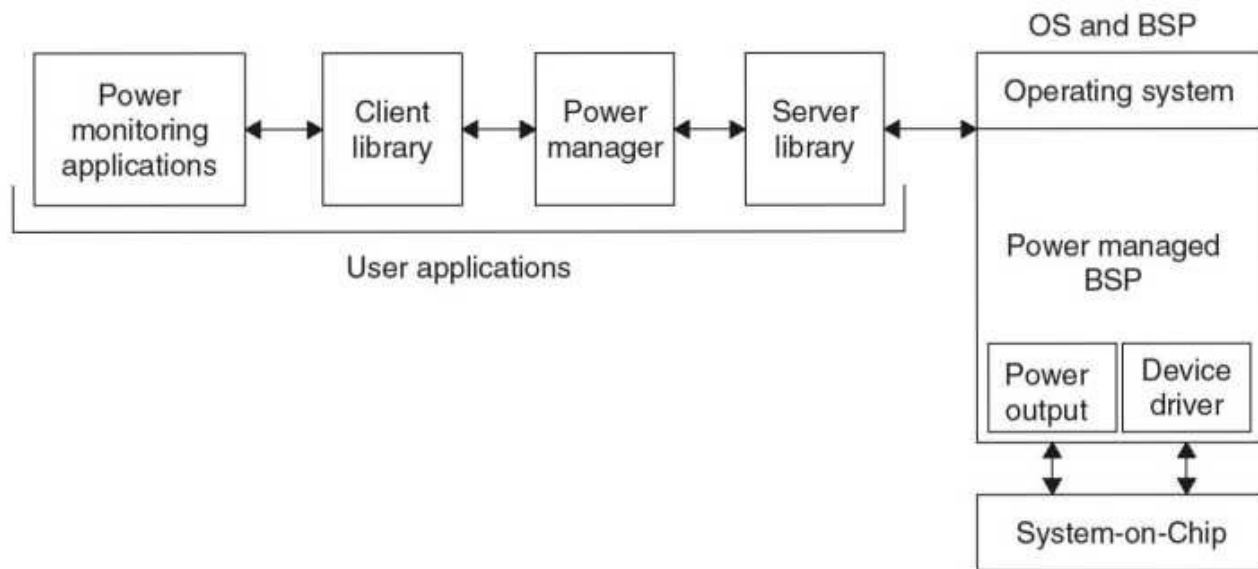 OS and BSP
Power
monitoring
applications
Client
library
Power
manager
Server
library
Operating system
User applications
Power managed
BSP
Power
output
Device
driver
System-on-Chip